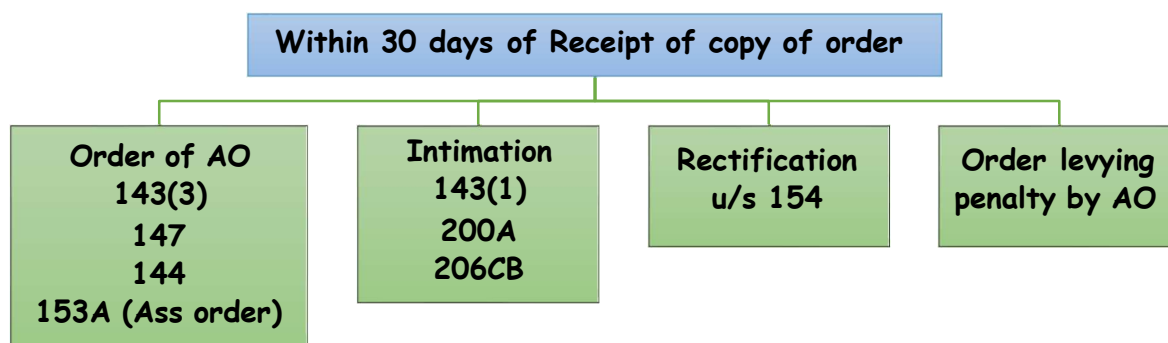 Within 30 days of Receipt of copy of order
Order of AO
143(3)
147
144
153A (Ass order)
Intimation
143(1)
200A
206CB
Rectification
u/s 154
Order levying
penalty by AO